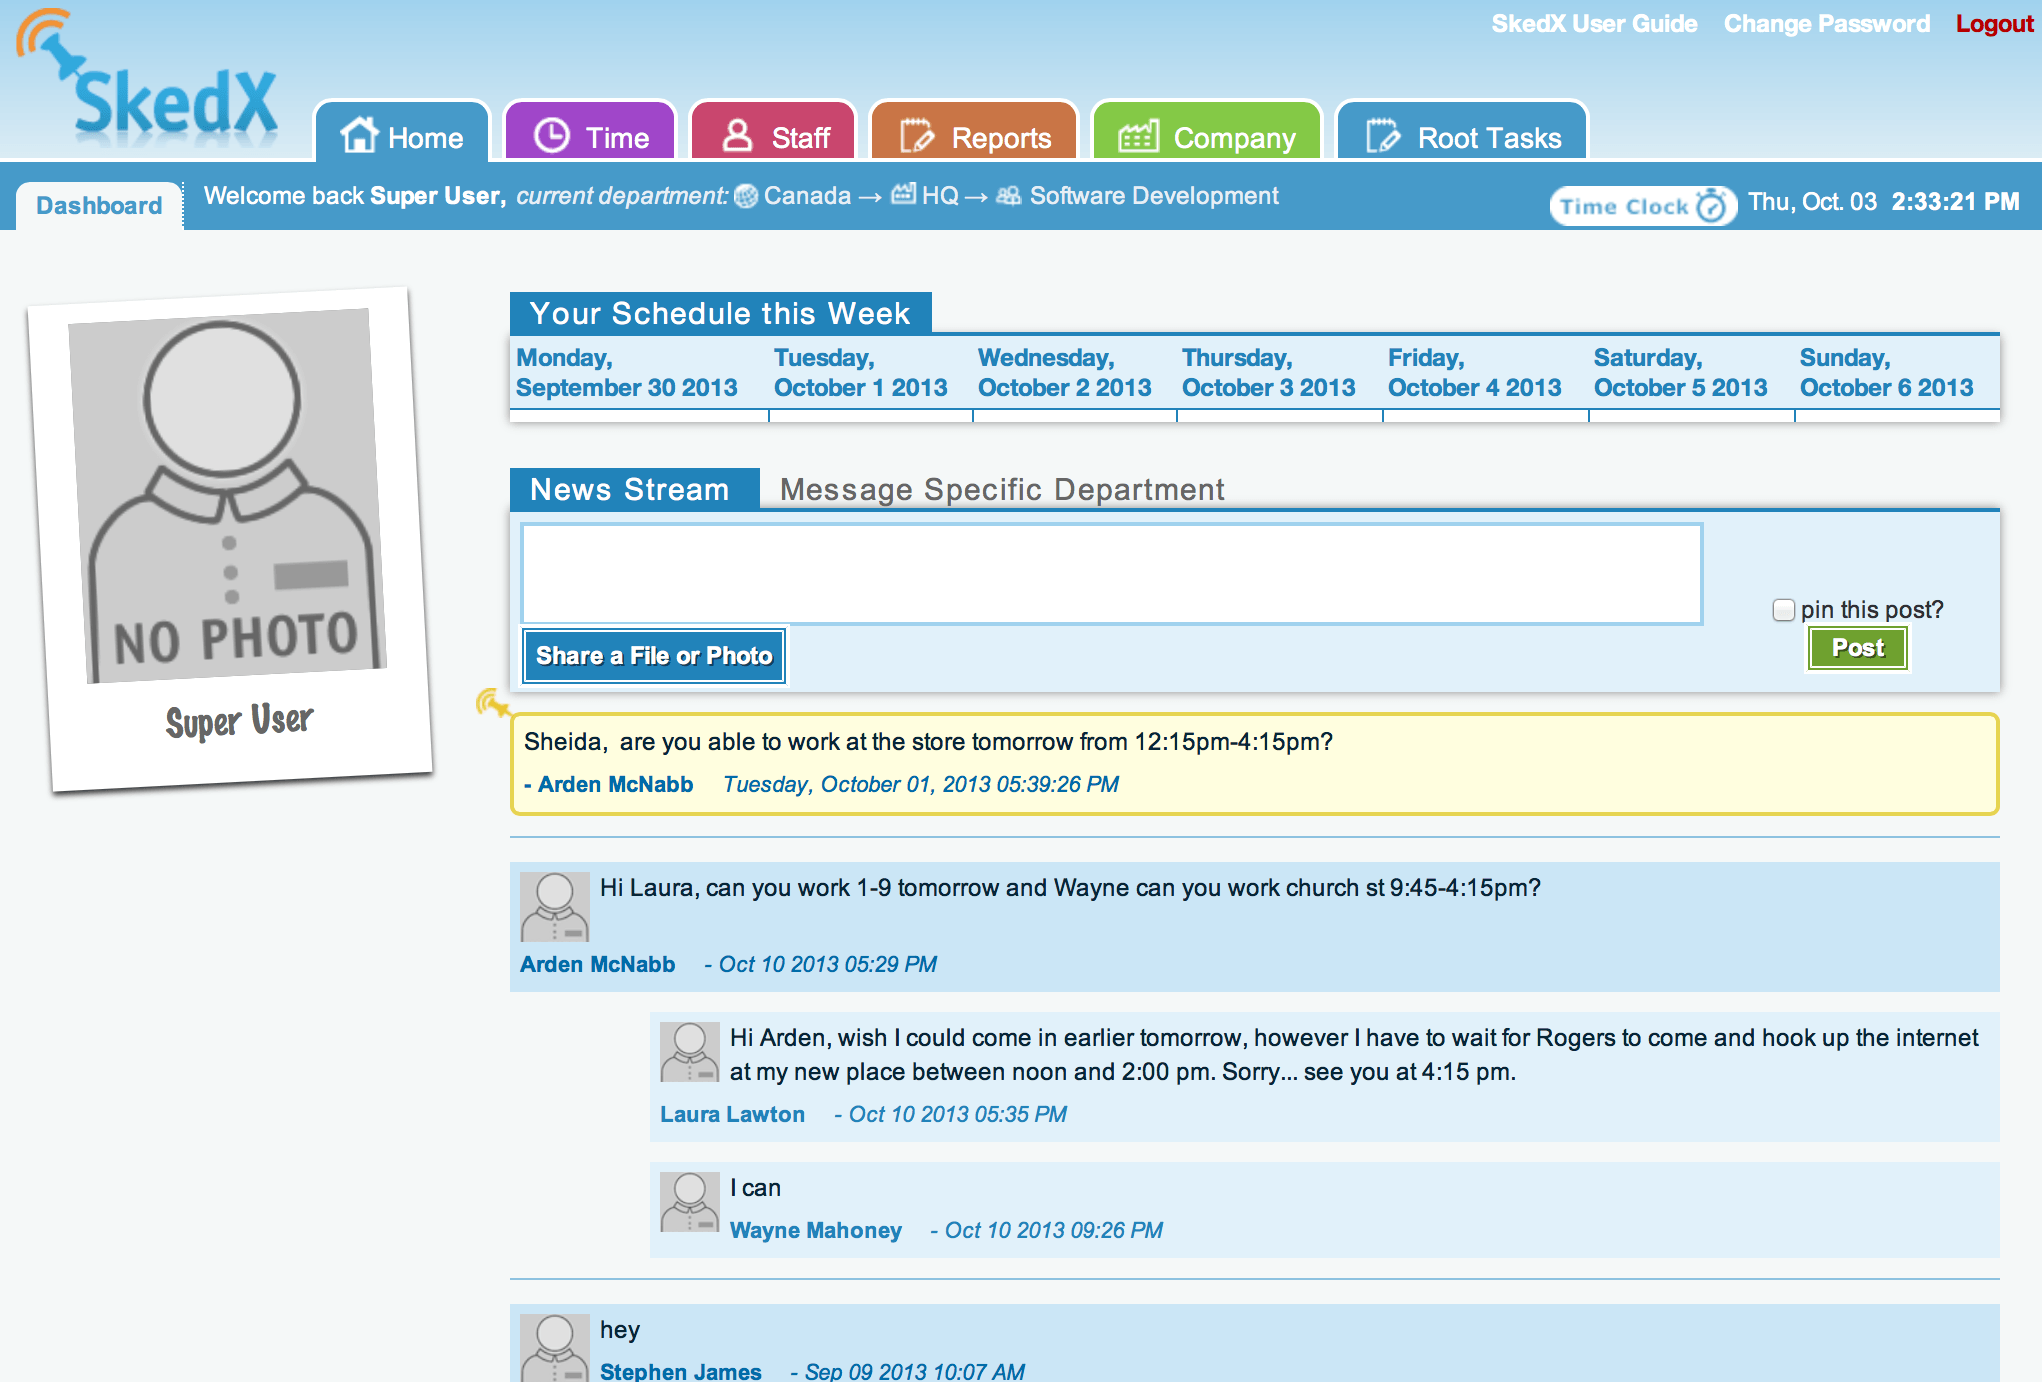 SkedX User Guide Change Password Logout
SkedX
Home Time Staff Reports Company Root Tasks
Dashboard Welcome back Super User, current department: Canada → HQ → Software Development Time Clock Thu, Oct. 03 2:33:21 PM
NO PHOTO
Super User
Your Schedule this Week
Monday, September 30 2013
Tuesday, October 1 2013
Wednesday, October 2 2013
Thursday, October 3 2013
Friday, October 4 2013
Saturday, October 5 2013
Sunday, October 6 2013
News Stream Message Specific Department
pin this post?
Share a File or Photo Post
Sheida, are you able to work at the store tomorrow from 12:15pm-4:15pm?
- Arden McNabb Tuesday, October 01, 2013 05:39:26 PM
Hi Laura, can you work 1-9 tomorrow and Wayne can you work church st 9:45-4:15pm?
Arden McNabb - Oct 10 2013 05:29 PM
Hi Arden, wish I could come in earlier tomorrow, however I have to wait for Rogers to come and hook up the internet
at my new place between noon and 2:00 pm. Sorry... see you at 4:15 pm.
Laura Lawton - Oct 10 2013 05:35 PM
I can
Wayne Mahoney - Oct 10 2013 09:26 PM
hey
Stephen James - Sep 09 2013 10:07 AM